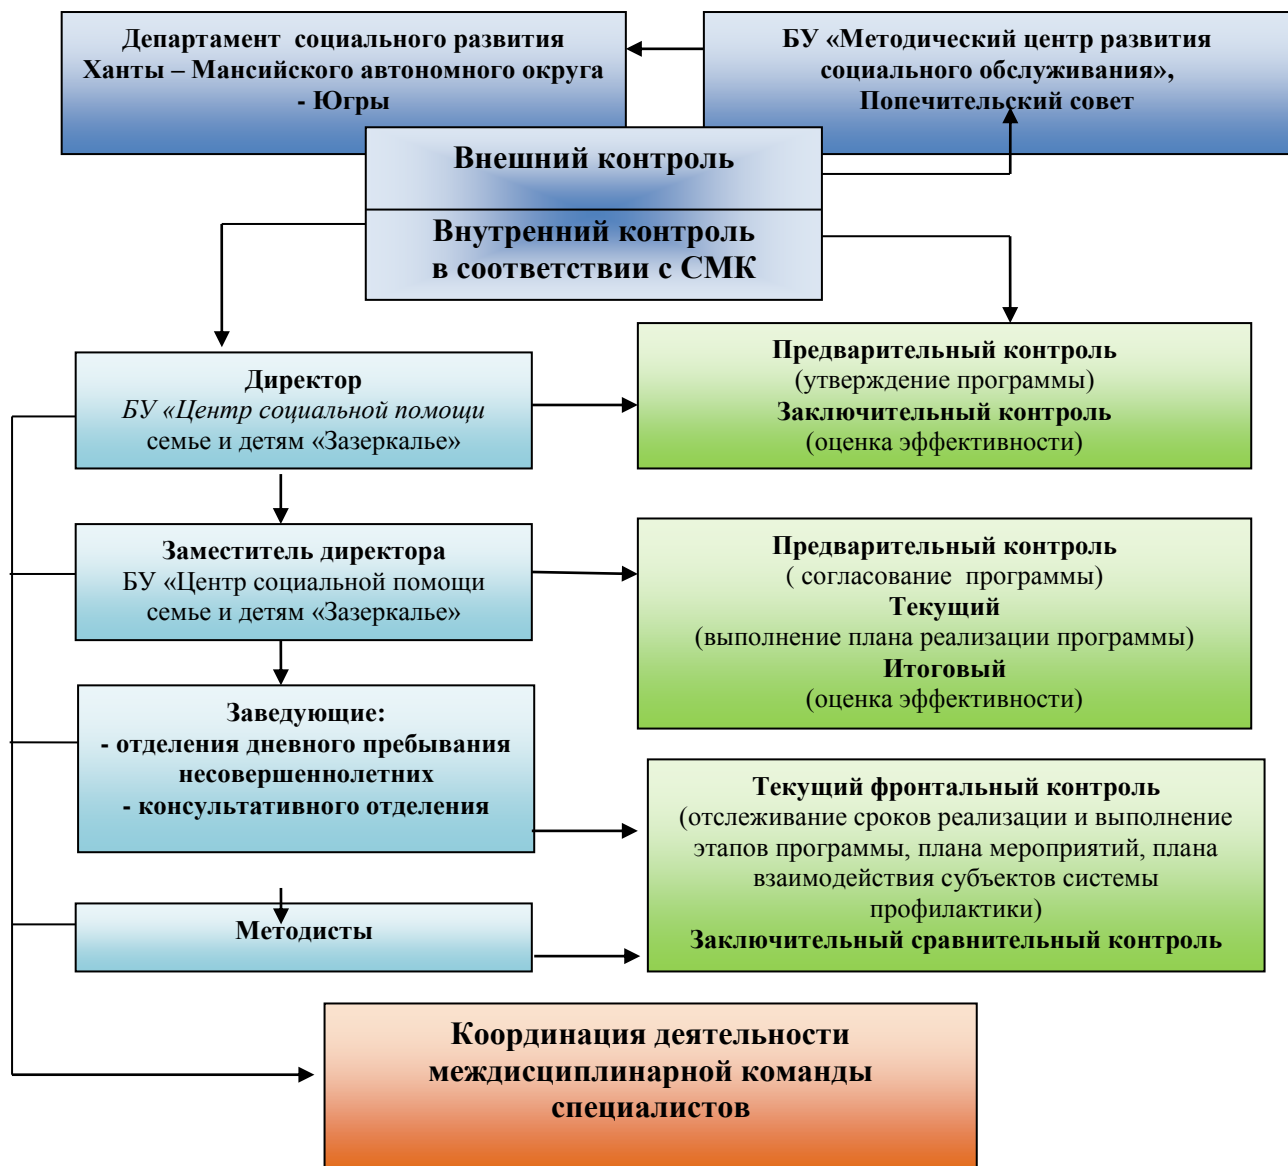 Департамент социального развития
Ханты – Мансийского автономного округа
- Югры
БУ «Методический центр развития
социального обслуживания»,
Попечительский совет
Внешний контроль
Внутренний контроль
в соответствии с СМК
Директор
БУ «Центр социальной помощи
семье и детям «Зазеркалье»
Предварительный контроль
(утверждение программы)
Заключительный контроль
(оценка эффективности)
Заместитель директора
БУ «Центр социальной помощи
семье и детям «Зазеркалье»
Предварительный контроль
( согласование программы)
Текущий
(выполнение плана реализации программы)
Итоговый
(оценка эффективности)
Заведующие:
- отделения дневного пребывания
несовершеннолетних
- консультативного отделения
Текущий фронтальный контроль
(отслеживание сроков реализации и выполнение
этапов программы, плана мероприятий, плана
взаимодействия субъектов системы
профилактики)
Заключительный сравнительный контроль
Методисты
Координация деятельности
междисциплинарной команды
специалистов